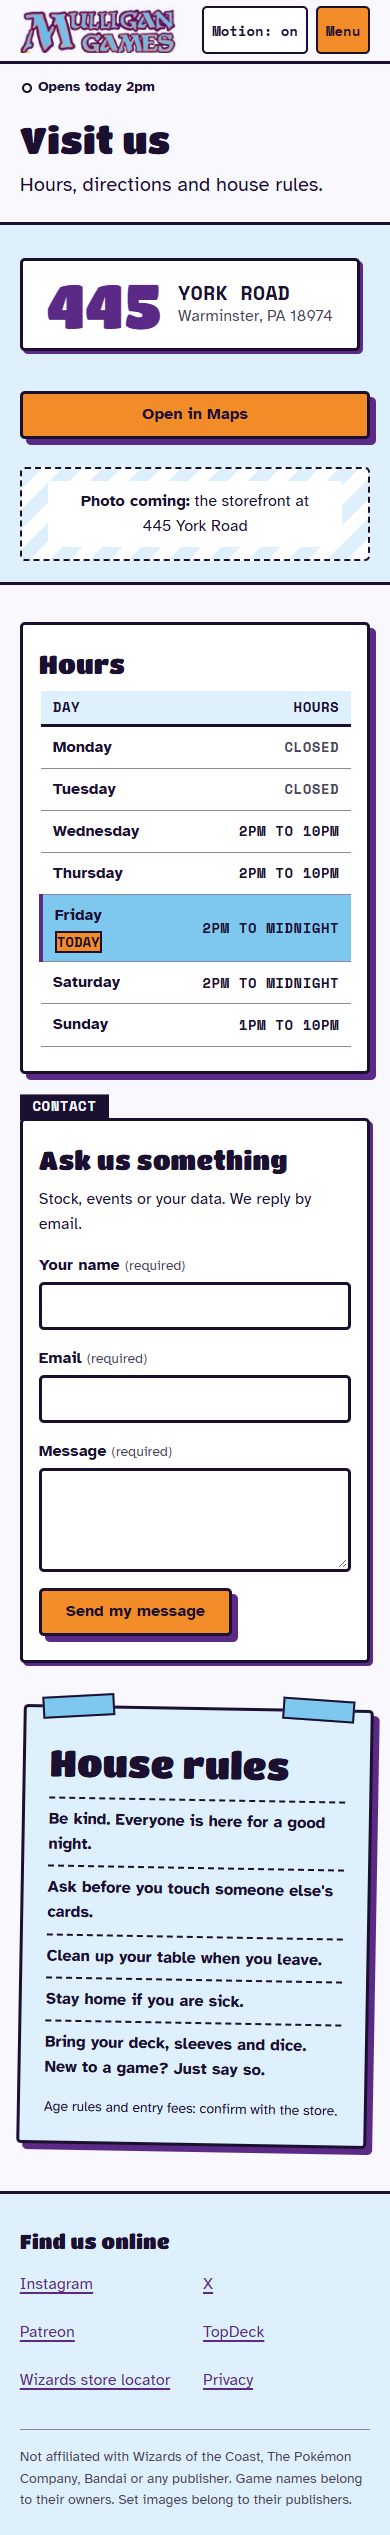 MULLIGAN
GAMES
Motion: on
Menu
Opens today 2pm
Visit us
Hours, directions and house rules.
445
YORK ROAD
Warminster, PA 18974
Open in Maps
Photo coming: the storefront at
445 York Road
Hours
DAY HOURS
Monday CLOSED
Tuesday CLOSED
Wednesday 2PM TO 10PM
Thursday 2PM TO 10PM
Friday
TODAY
2PM TO MIDNIGHT
Saturday 2PM TO MIDNIGHT
Sunday 1PM TO 10PM
CONTACT
Ask us something
Stock, events or your data. We reply by
email.
Your name (required)
Email (required)
Message (required)
Send my message
House rules
Be kind. Everyone is here for a good
night.
Ask before you touch someone else's
cards.
Clean up your table when you leave.
Stay home if you are sick.
Bring your deck, sleeves and dice.
New to a game? Just say so.
Age rules and entry fees: confirm with the store.
Find us online
Instagram X
Patreon TopDeck
Wizards store locator Privacy
Not affiliated with Wizards of the Coast, The Pokémon
Company, Bandai or any publisher. Game names belong
to their owners. Set images belong to their publishers.